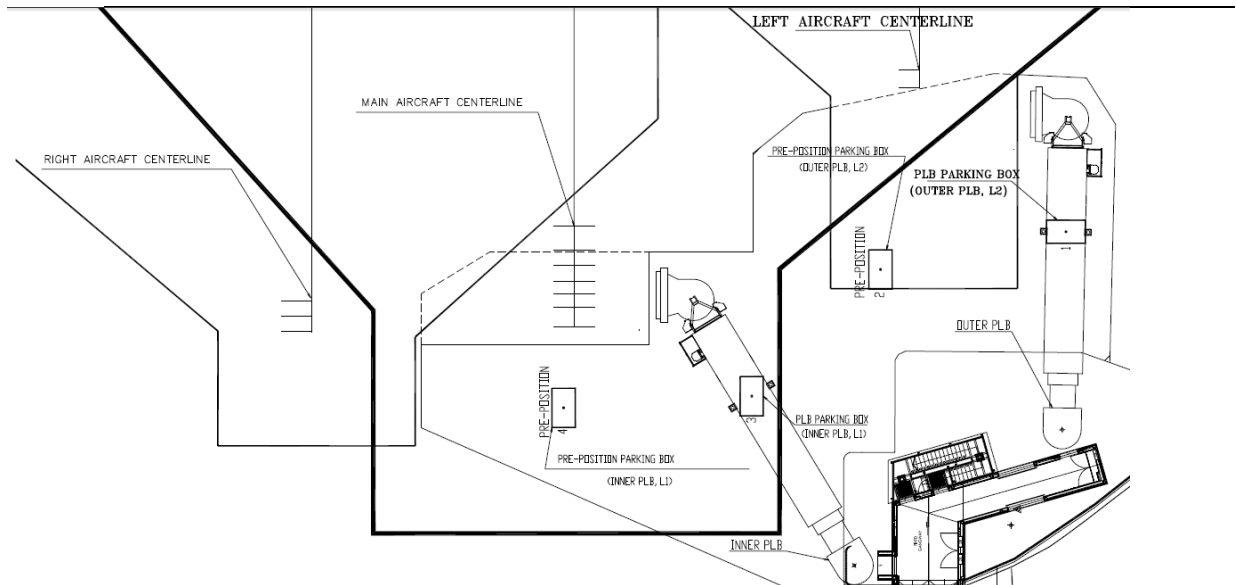 LEFT AIRCRAFT CENTERLINE
MAIN AIRCRAFT CENTERLINE
RIGHT AIRCRAFT CENTERLINE
PRE-POSITION PARKING BOX
(OUTER PLB, L2)
PLB PARKING BOX
(OUTER PLB, L2)
1
PRE-POSITION
2
OUTER PLB
PRE-POSITION
4
3
PLB PARKING BOX
(INNER PLB, L1)
PRE-POSITION PARKING BOX
(INNER PLB, L1)
INNER PLB